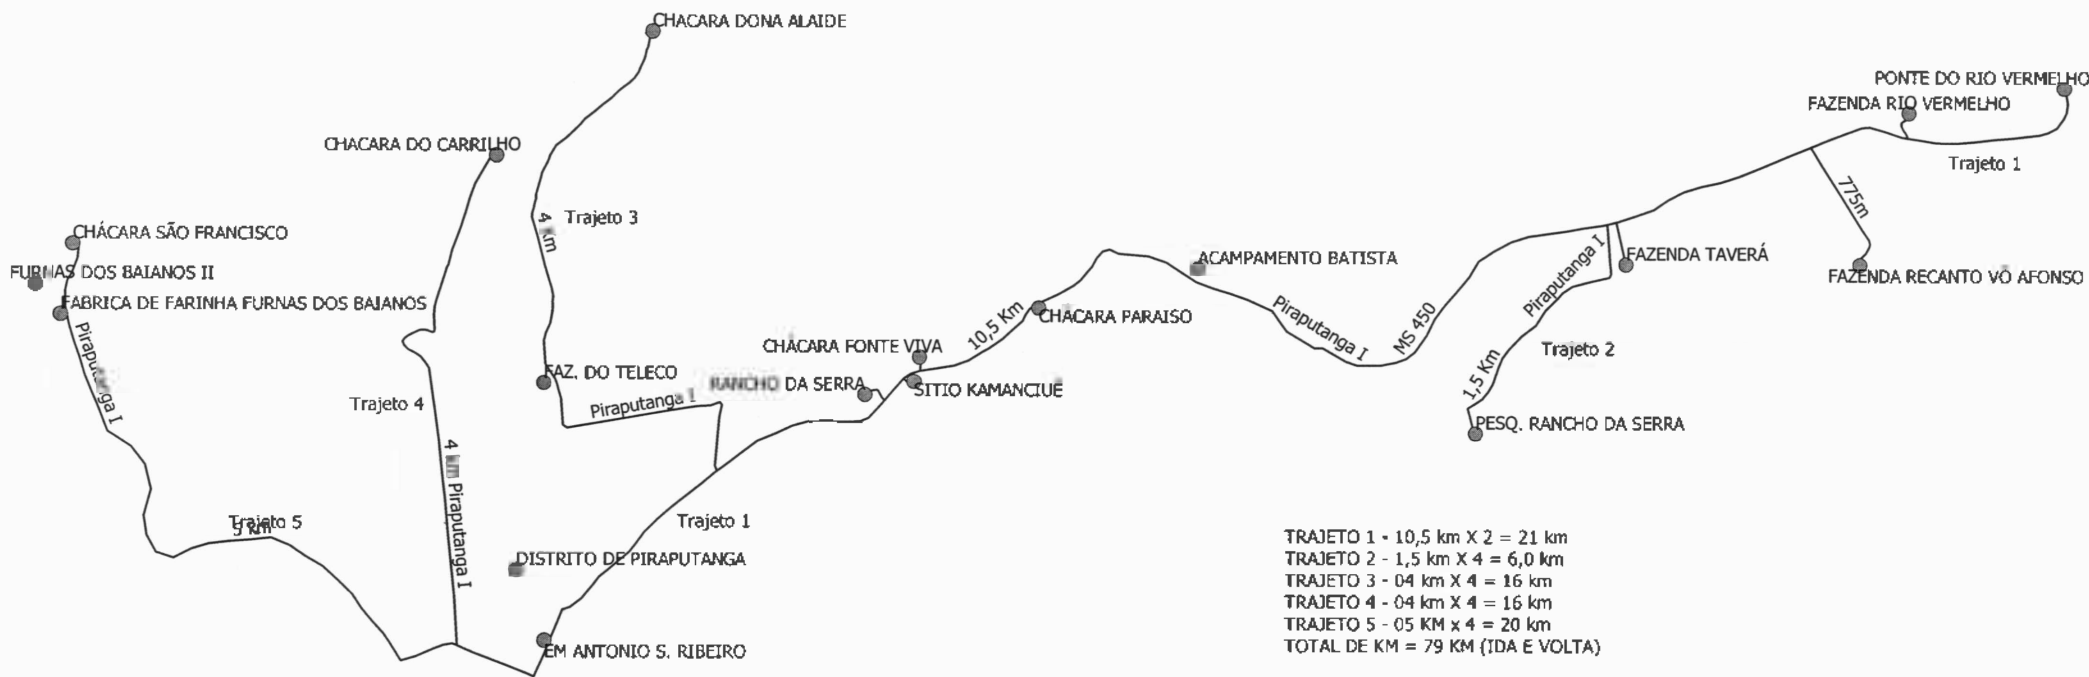 CHACARA DONA ALAIDE
PONTE DO RIO VERMELHO
FAZENDA RIO VERMELHO
CHACARA DO CARRILHO
Trajeto 1
775m
Trajeto 3
4 Km
CHÁCARA SÃO FRANCISCO
FURNAS DOS BAIANOS II
FABRICA DE FARINHA FURNAS DOS BAIANOS
Piraputanga I
ACAMPAMENTO BATISTA
Piraputanga I
FAZENDA TAVERÁ
FAZENDA RECANTO VÔ AFONSO
10,5 Km
CHÁCARA PARAISO
Piraputanga I
MS 450
CHÁCARA FONTE VIVA
Trajeto 2
FAZ. DO TELECO
RANCHO DA SERRA
SITIO KAMANCIUE
1,5 Km
Trajeto 4
Piraputanga I
PESQ. RANCHO DA SERRA
4 km Piraputanga I
Trajeto 5
5 km
Trajeto 1
DISTRITO DE PIRAPUTANGA
EM ANTONIO S. RIBEIRO
TRAJETO 1 - 10,5 km X 2 = 21 km
TRAJETO 2 - 1,5 km X 4 = 6,0 km
TRAJETO 3 - 04 km X 4 = 16 km
TRAJETO 4 - 04 km X 4 = 16 km
TRAJETO 5 - 05 KM x 4 = 20 km
TOTAL DE KM = 79 KM (IDA E VOLTA)